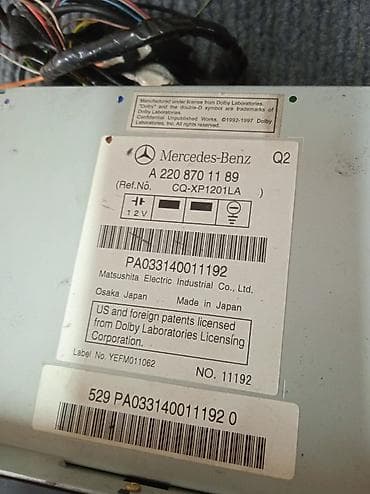 Manufactured under license from Dolby Laboratories.
"Dolby" and the double-D symbol are trademarks of
Dolby Laboratories.
Confidential Unpublished Works. ©1992-1997 Dolby
Laboratories, Inc. All rights reserved.
Mercedes-Benz Q2
A 220 870 11 89
(Ref.No. CQ-XP1201LA )
12V
PA033140011192
Matsushita Electric Industrial Co., Ltd.
Osaka Japan Made in Japan
US and foreign patents licensed
from Dolby Laboratories Licensing
Corporation.
Label No. YEFM011062
NO. 11192
529 PA033140011192 0